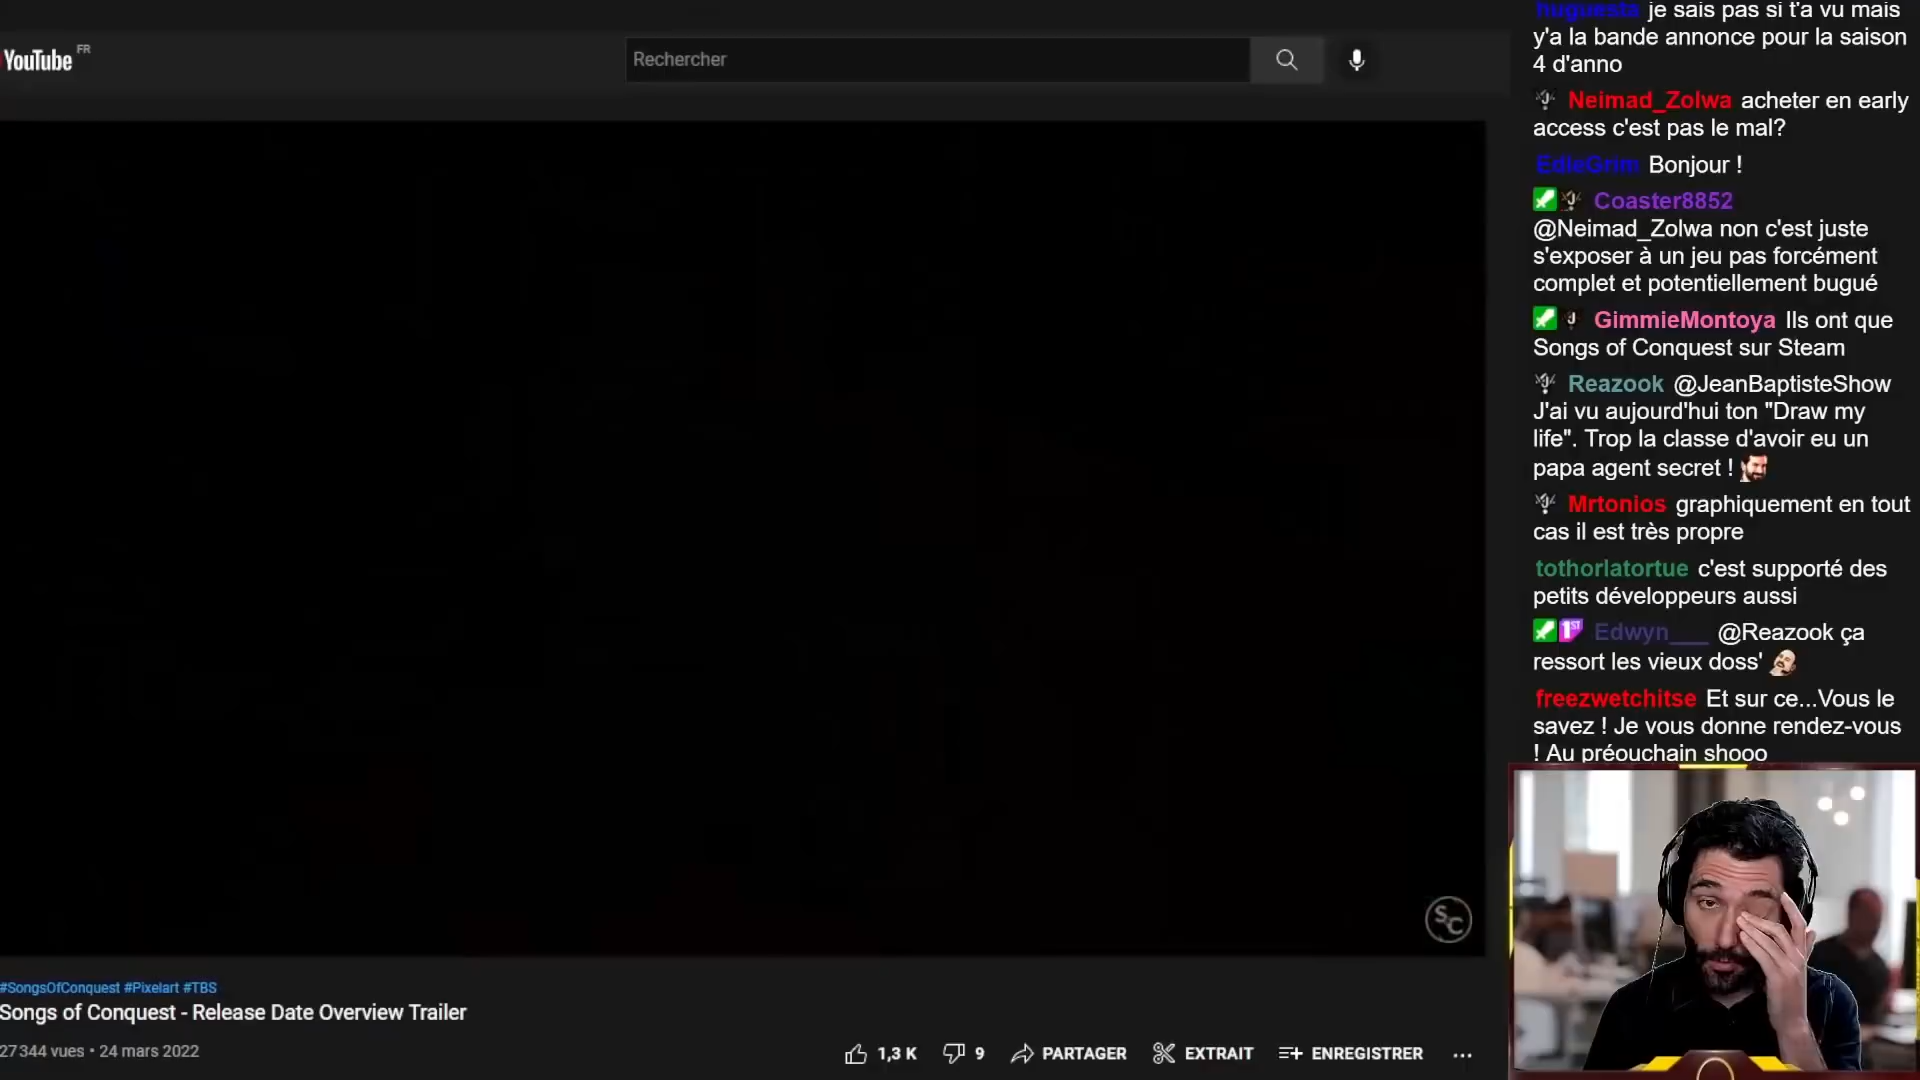 YouTube FR
Rechercher
#SongsOfConquest #Pixelart #TBS
Songs of Conquest - Release Date Overview Trailer
27 344 vues • 24 mars 2022
1,3 K
9
PARTAGER
EXTRAIT
ENREGISTRER
SC
huguesta je sais pas si t'a vu mais
y'a la bande annonce pour la saison
4 d'anno
Neimad_Zolwa acheter en early
access c'est pas le mal?
EdleGrim Bonjour !
Coaster8852
@Neimad_Zolwa non c'est juste
s'exposer à un jeu pas forcément
complet et potentiellement bugué
GimmieMontoya Ils ont que
Songs of Conquest sur Steam
Reazook @JeanBaptisteShow
J'ai vu aujourd'hui ton "Draw my
life". Trop la classe d'avoir eu un
papa agent secret !
Mrtonios graphiquement en tout
cas il est très propre
tothorlatortue c'est supporté des
petits développeurs aussi
1ST Edwyn___ @Reazook ça
ressort les vieux doss'
freezwetchitse Et sur ce...Vous le
savez ! Je vous donne rendez-vous
! Au préouchain shooo